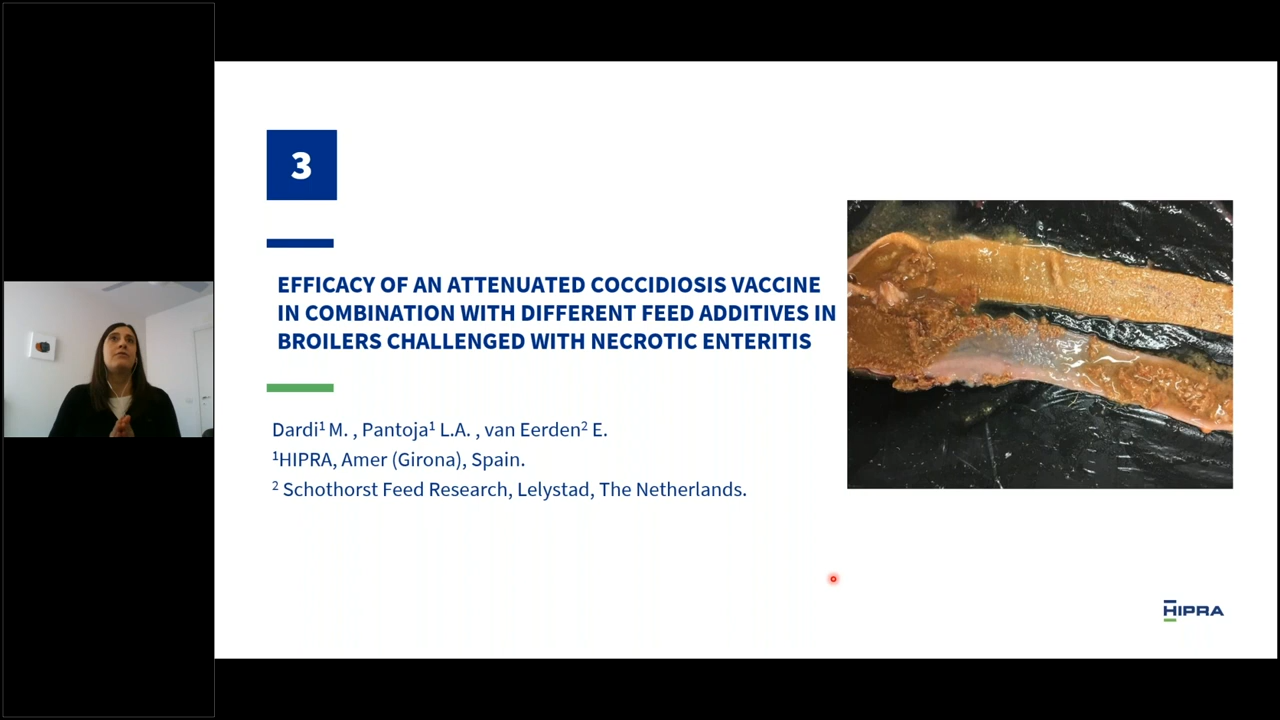 3
EFFICACY OF AN ATTENUATED COCCIDIOSIS VACCINE
IN COMBINATION WITH DIFFERENT FEED ADDITIVES IN
BROILERS CHALLENGED WITH NECROTIC ENTERITIS
Dardi¹ M. , Pantoja¹ L.A. , van Eerden² E.
¹HIPRA, Amer (Girona), Spain.
² Schothorst Feed Research, Lelystad, The Netherlands.
HIPRA